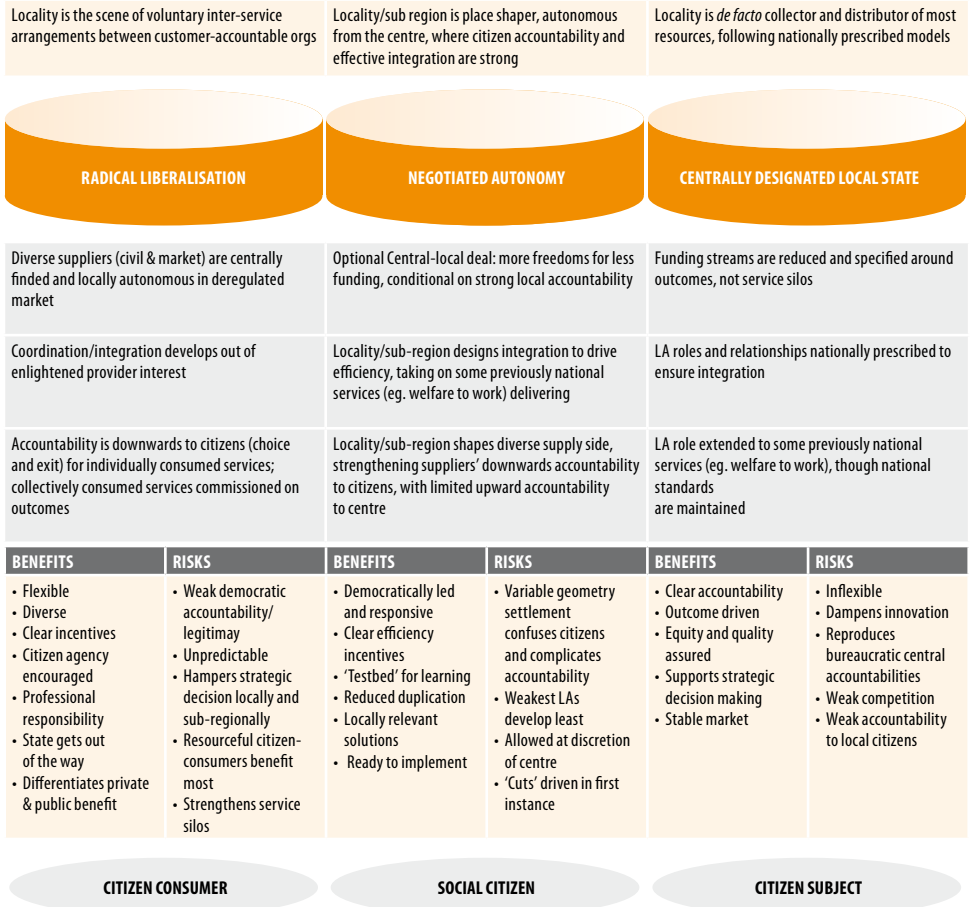 Locality is the scene of voluntary inter-service
arrangements between customer-accountable orgs
Locality/sub region is place shaper, autonomous
from the centre, where citizen accountability and
effective integration are strong
Locality is de facto collector and distributor of most
resources, following nationally prescribed models
RADICAL LIBERALISATION
NEGOTIATED AUTONOMY
CENTRALLY DESIGNATED LOCAL STATE
Diverse suppliers (civil & market) are centrally
finded and locally autonomous in deregulated
market
Optional Central-local deal: more freedoms for less
funding, conditional on strong local accountability
Funding streams are reduced and specified around
outcomes, not service silos
Coordination/integration develops out of
enlightened provider interest
Locality/sub-region designs integration to drive
efficiency, taking on some previously national
services (eg. welfare to work) delivering
LA roles and relationships nationally prescribed to
ensure integration
Accountability is downwards to citizens (choice
and exit) for individually consumed services;
collectively consumed services commissioned on
outcomes
Locality/sub-region shapes diverse supply side,
strengthening suppliers’ downwards accountability
to citizens, with limited upward accountability
to centre
LA role extended to some previously national
services (eg. welfare to work), though national
standards
are maintained
BENEFITS
• Flexible
• Diverse
• Clear incentives
• Citizen agency
encouraged
• Professional
responsibility
• State gets out
of the way
• Differentiates private
& public benefit
RISKS
• Weak democratic
accountability/
legitimay
• Unpredictable
• Hampers strategic
decision locally and
sub-regionally
• Resourceful citizen-
consumers benefit
most
• Strengthens service
silos
BENEFITS
• Democratically led
and responsive
• Clear efficiency
incentives
• ‘Testbed’ for learning
• Reduced duplication
• Locally relevant
solutions
• Ready to implement
RISKS
• Variable geometry
settlement
confuses citizens
and complicates
accountability
• Weakest LAs
develop least
• Allowed at discretion
of centre
• ‘Cuts’ driven in first
instance
BENEFITS
• Clear accountability
• Outcome driven
• Equity and quality
assured
• Supports strategic
decision making
• Stable market
RISKS
• Inflexible
• Dampens innovation
• Reproduces
bureaucratic central
accountabilities
• Weak competition
• Weak accountability
to local citizens
CITIZEN CONSUMER
SOCIAL CITIZEN
CITIZEN SUBJECT